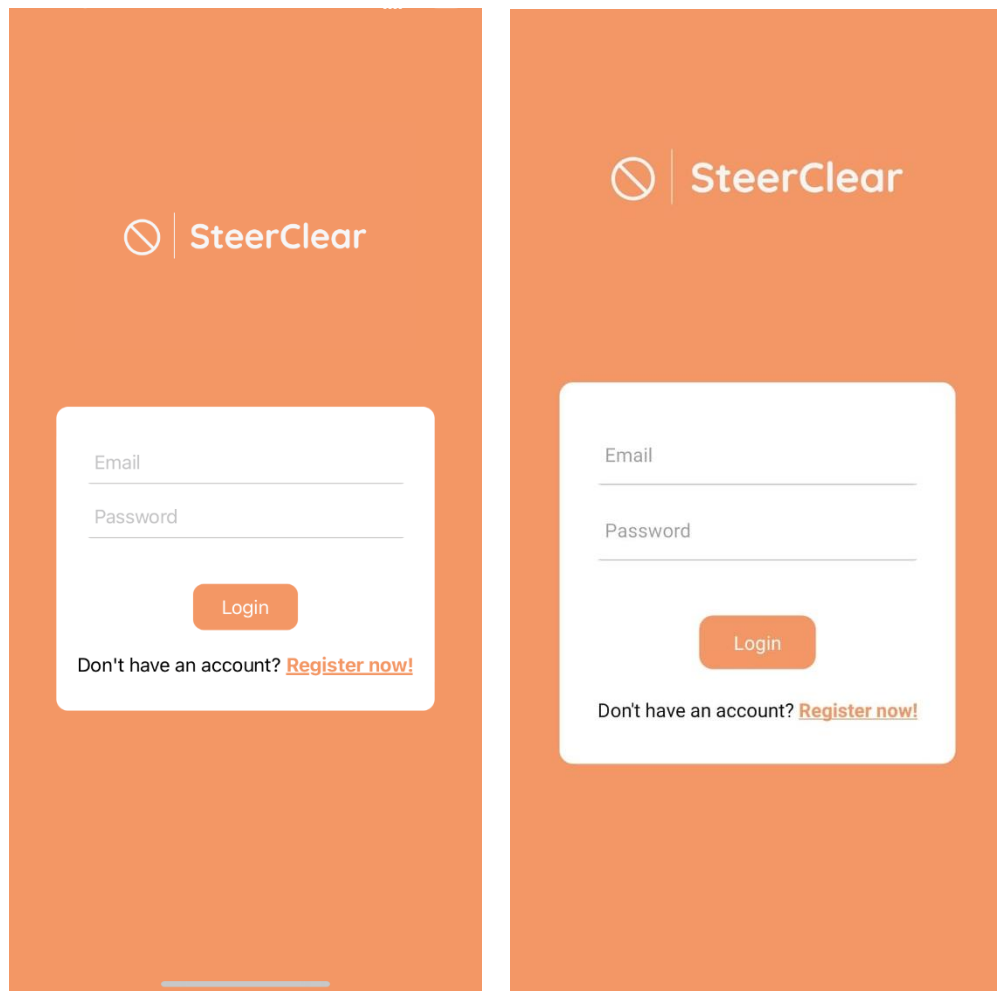 SteerClear
Email
Password
Login
Don't have an account? Register now!
SteerClear
Email
Password
Login
Don't have an account? Register now!